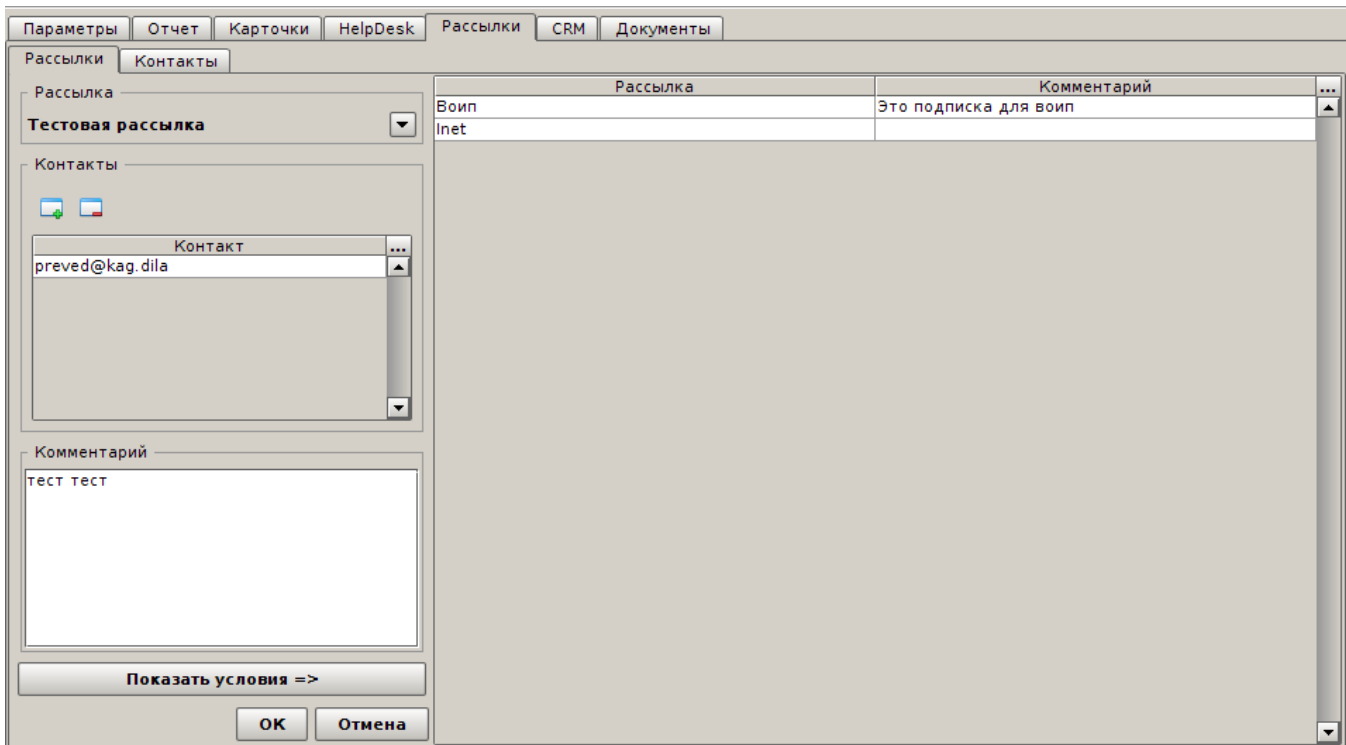 Параметры Отчет Карточки HelpDesk Рассылки CRM Документы
Рассылки Контакты
Рассылка
Тестовая рассылка
Контакты
Контакт ...
preved@kag.dila
Комментарий
тест тест
Показать условия =>
OK Отмена
Рассылка Комментарий ...
Воип Это подписка для воип
Inet